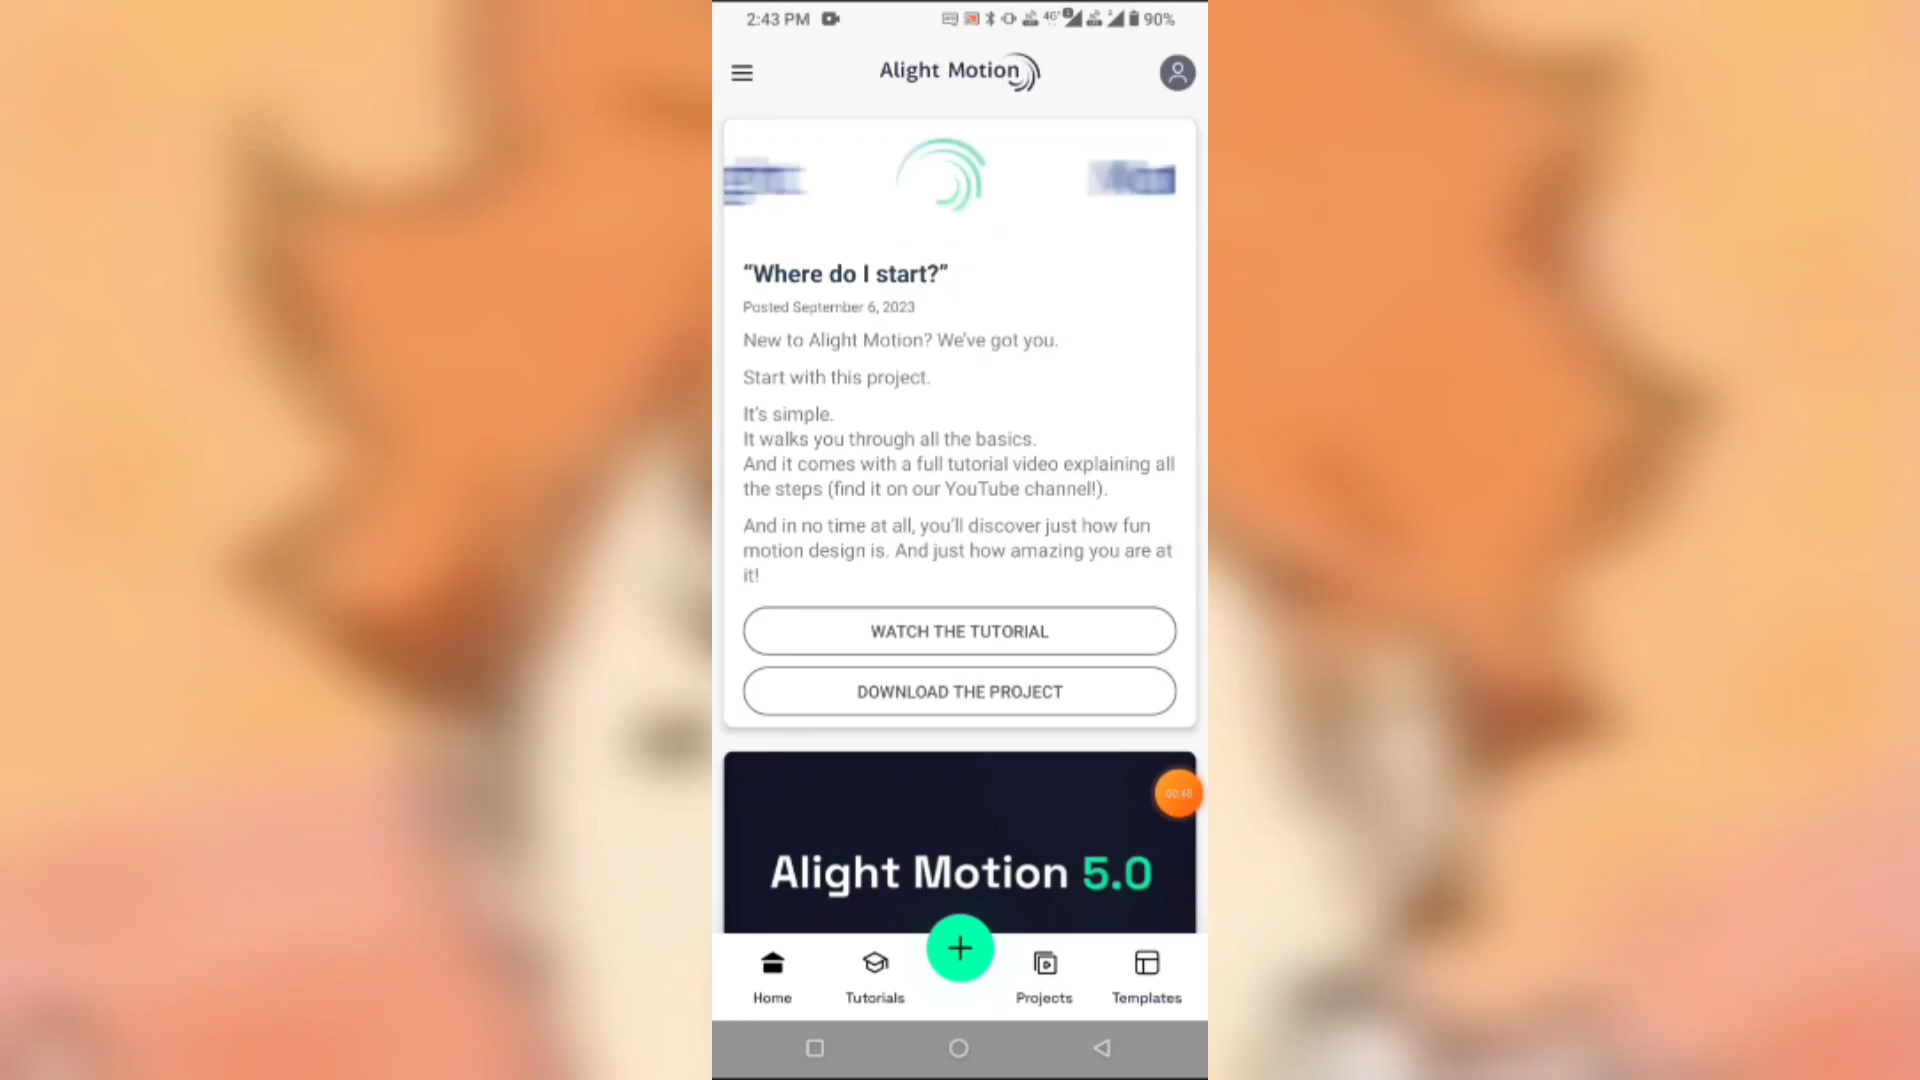 2:43 PM
90%
Alight Motion
“Where do I start?”
Posted September 6, 2023
New to Alight Motion? We've got you.
Start with this project.
It's simple.
It walks you through all the basics.
And it comes with a full tutorial video explaining all
the steps (find it on our YouTube channel!).
And in no time at all, you'll discover just how fun
motion design is. And just how amazing you are at
it!
WATCH THE TUTORIAL
DOWNLOAD THE PROJECT
00:48
Alight Motion 5.0
Home
Tutorials
Projects
Templates